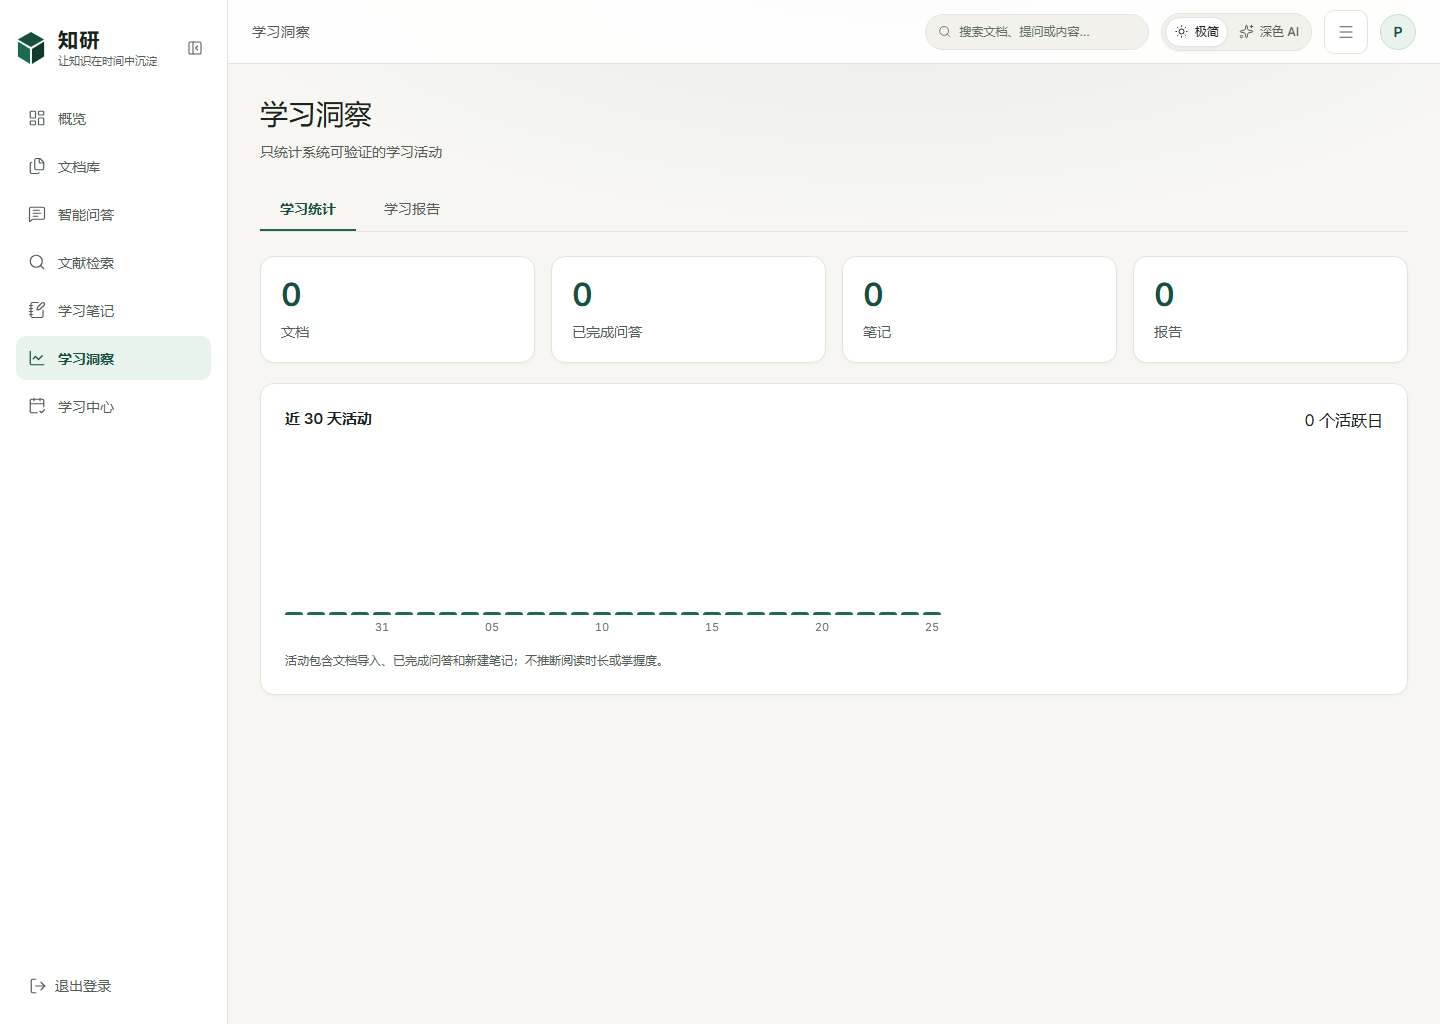 知研
让知识在时间中沉淀
概览
文档库
智能问答
文献检索
学习笔记
学习洞察
学习中心
退出登录
学习洞察
搜索文档、提问或内容...
极简
深色 AI
P
学习洞察
只统计系统可验证的学习活动
学习统计
学习报告
0
文档
0
已完成问答
0
笔记
0
报告
近 30 天活动
0 个活跃日
31 05 10 15 20 25
活动包含文档导入、已完成问答和新建笔记；不推断阅读时长或掌握度。